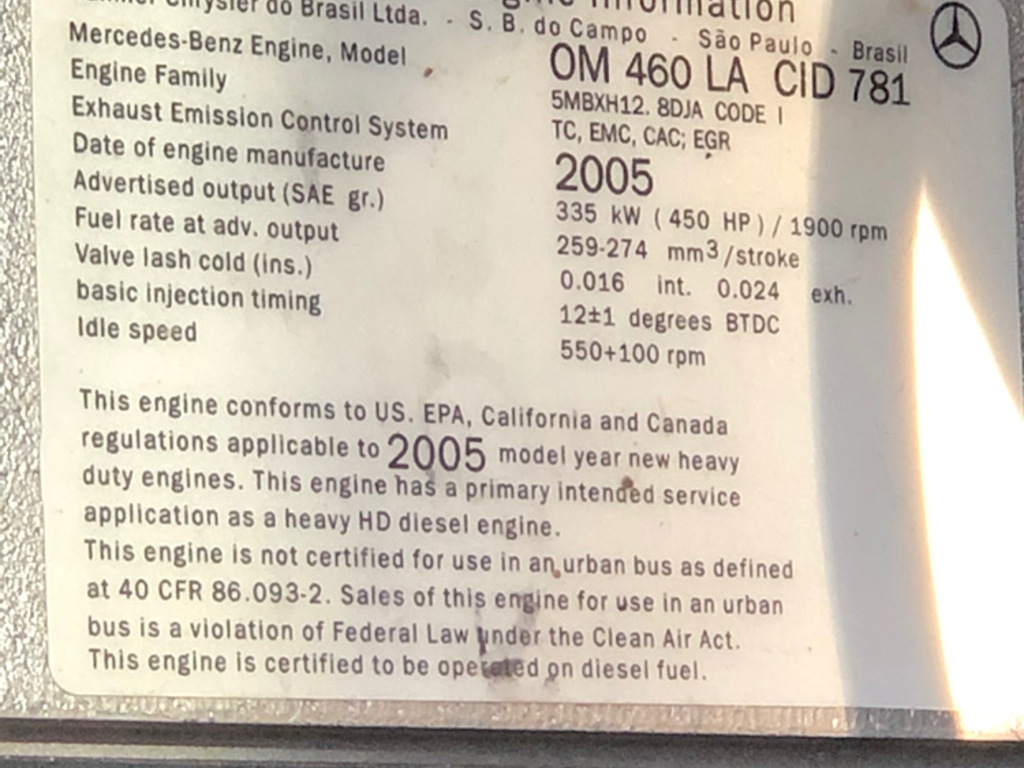 Information
Chrysler do Brasil Ltda. - S. B. do Campo - São Paulo - Brasil
Mercedes-Benz Engine, Model OM 460 LA CID 781
Engine Family 5MBXH12. 8DJA CODE I
Exhaust Emission Control System TC, EMC, CAC; EGR
Date of engine manufacture 2005
Advertised output (SAE gr.) 335 kW ( 450 HP ) / 1900 rpm
Fuel rate at adv. output 259-274 mm3/stroke
Valve lash cold (ins.) 0.016 int. 0.024 exh.
basic injection timing 12±1 degrees BTDC
Idle speed 550+100 rpm
This engine conforms to US. EPA, California and Canada
regulations applicable to 2005 model year new heavy
duty engines. This engine has a primary intended service
application as a heavy HD diesel engine.
This engine is not certified for use in an urban bus as defined
at 40 CFR 86.093-2. Sales of this engine for use in an urban
bus is a violation of Federal Law under the Clean Air Act.
This engine is certified to be operated on diesel fuel.